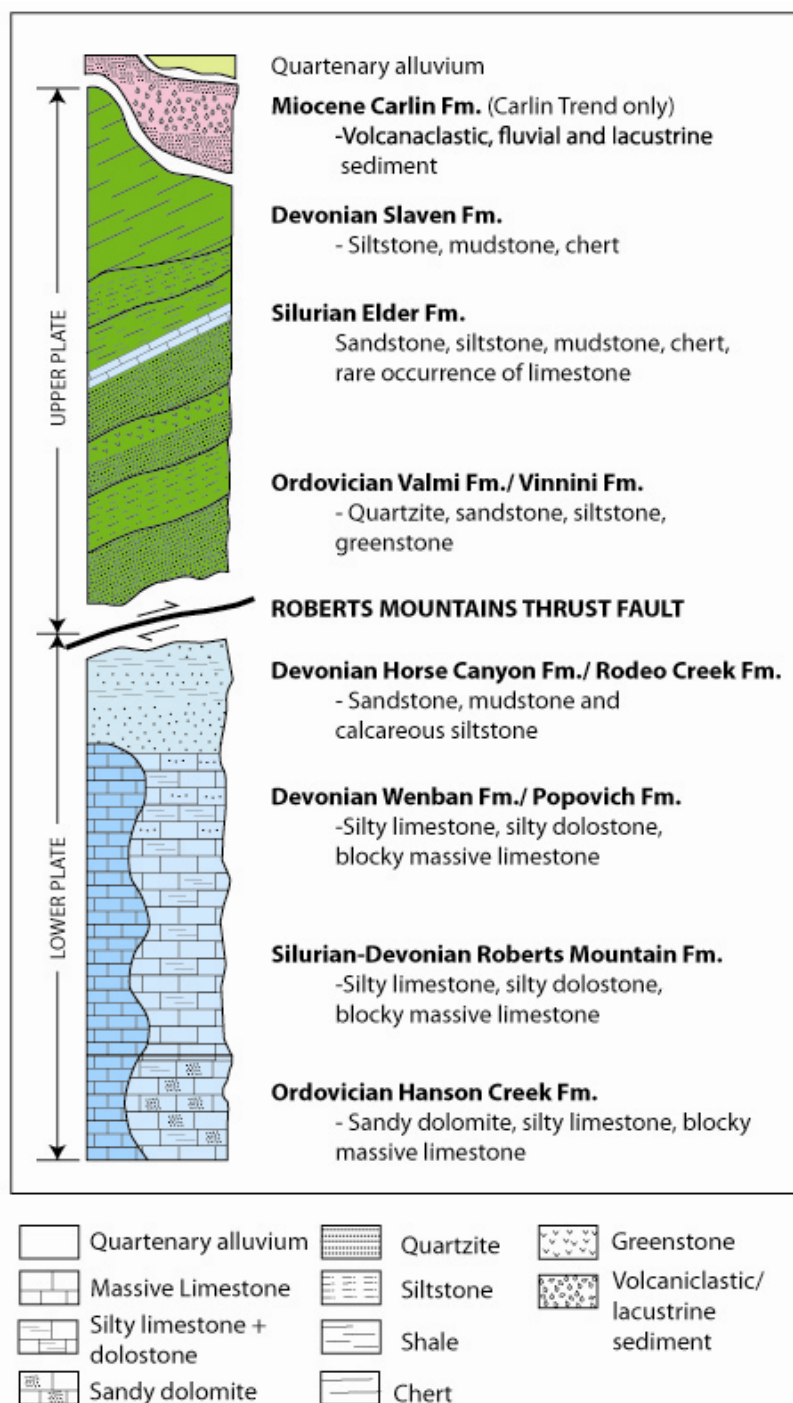 Quartenary alluvium
Miocene Carlin Fm. (Carlin Trend only)
-Volcanaclastic, fluvial and lacustrine
sediment
Devonian Slaven Fm.
- Siltstone, mudstone, chert
Silurian Elder Fm.
Sandstone, siltstone, mudstone, chert,
rare occurrence of limestone
UPPER PLATE
Ordovician Valmi Fm./ Vinnini Fm.
- Quartzite, sandstone, siltstone,
greenstone
ROBERTS MOUNTAINS THRUST FAULT
Devonian Horse Canyon Fm./ Rodeo Creek Fm.
- Sandstone, mudstone and
calcareous siltstone
Devonian Wenban Fm./ Popovich Fm.
-Silty limestone, silty dolostone,
blocky massive limestone
LOWER PLATE
Silurian-Devonian Roberts Mountain Fm.
-Silty limestone, silty dolostone,
blocky massive limestone
Ordovician Hanson Creek Fm.
- Sandy dolomite, silty limestone, blocky
massive limestone
Quartenary alluvium
Massive Limestone
Silty limestone +
dolostone
Sandy dolomite
Quartzite
Siltstone
Shale
Chert
Greenstone
Volcaniclastic/
lacustrine
sediment